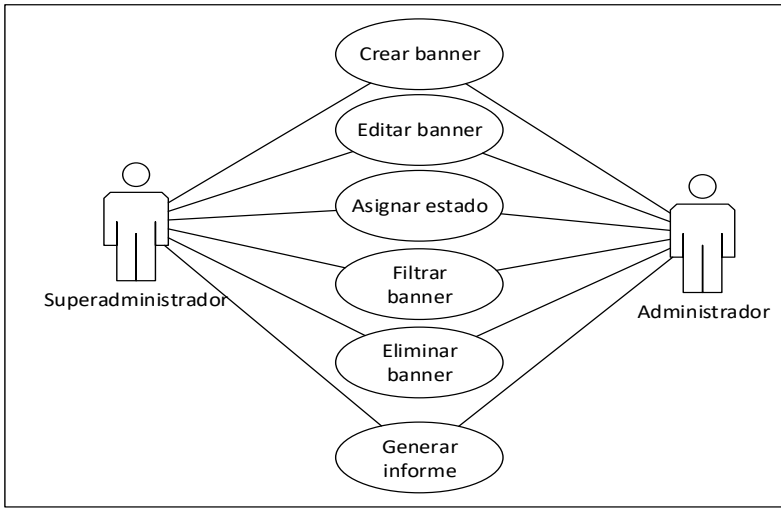 Crear banner
Editar banner
Asignar estado
Filtrar
banner
Superadministrador
Administrador
Eliminar
banner
Generar
informe